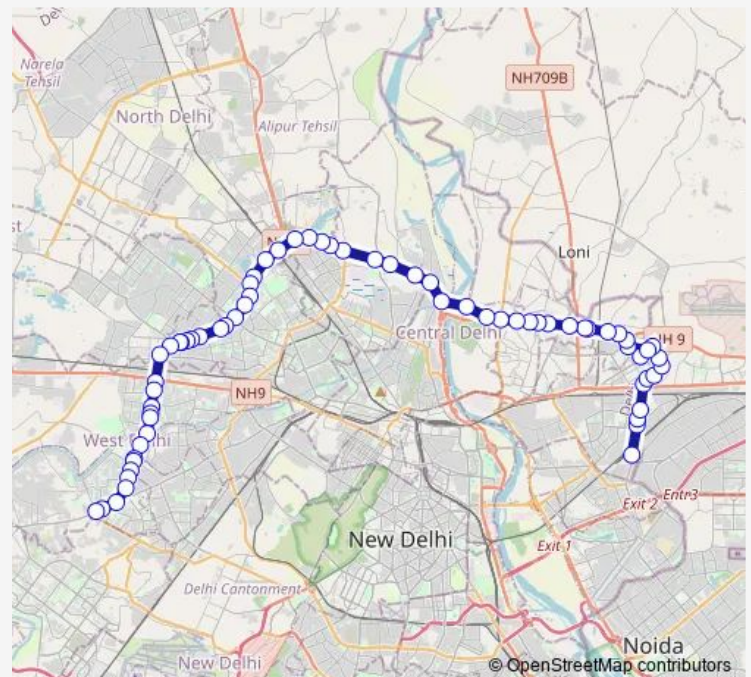 Narela
Tehsil
North Delhi
Alipur Tehsil
NH709B
Loni
Central Delhi
NH 9
NH9
West Delhi
Exit 2
Entr3
New Delhi
Exit 1
Delhi Cantonment
New Delhi
Noida
© OpenStreetMap contributors